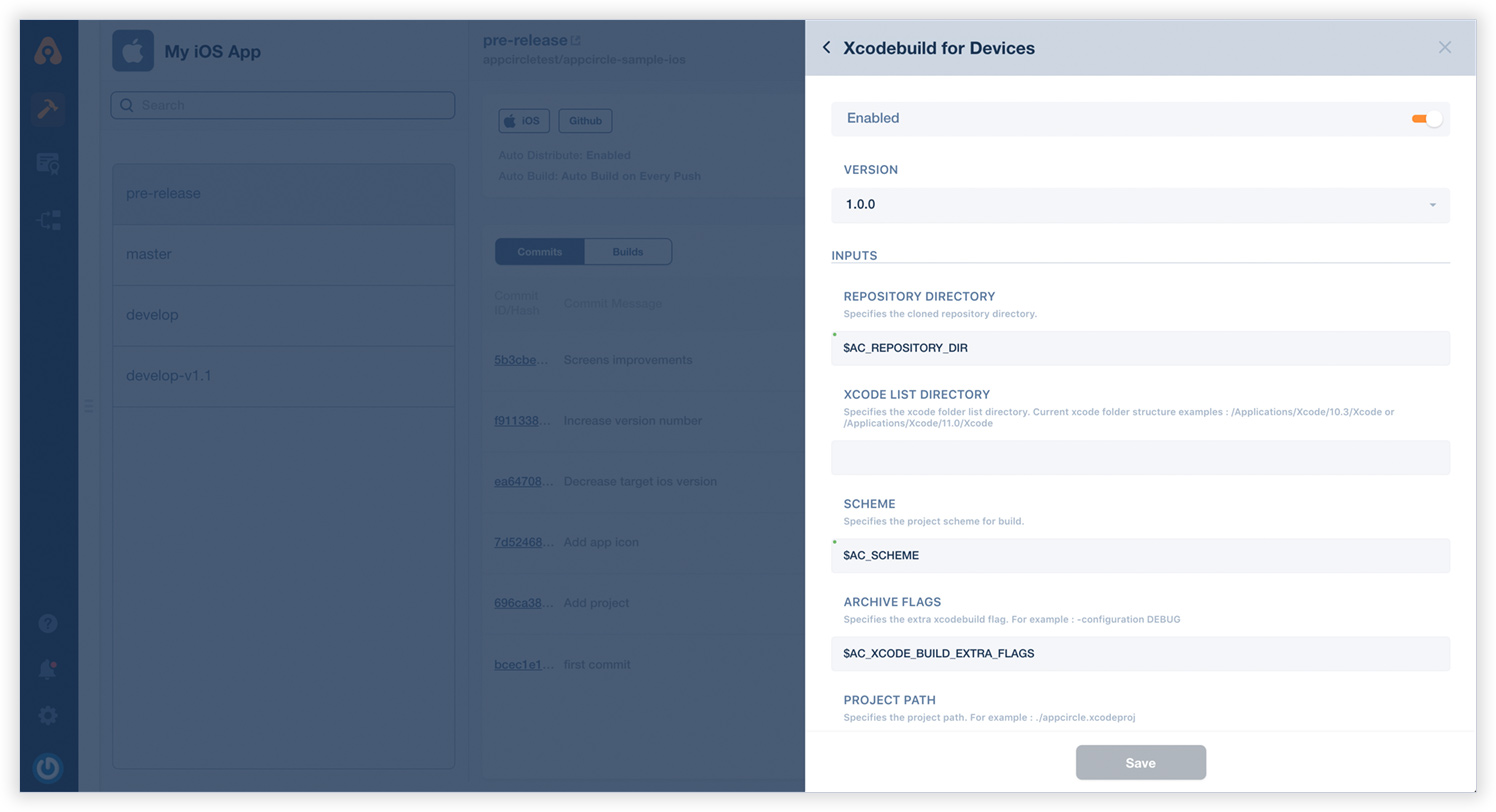 My iOS App
Search
pre-release
master
develop
develop-v1.1
pre-release
appcircletest/appcircle-sample-ios
iOS
Github
Auto Distribute: Enabled
Auto Build: Auto Build on Every Push
Commits
Builds
Commit
ID/Hash
Commit Message
5b3cbe... Screens improvements
f911338... Increase version number
ea64708... Decrease target ios version
7d52468... Add app icon
696ca38... Add project
bcec1e1... first commit
Xcodebuild for Devices
Enabled
VERSION
1.0.0
INPUTS
REPOSITORY DIRECTORY
Specifies the cloned repository directory.
$AC_REPOSITORY_DIR
XCODE LIST DIRECTORY
Specifies the xcode folder list directory. Current xcode folder structure examples : /Applications/Xcode/10.3/Xcode or
/Applications/Xcode/11.0/Xcode
SCHEME
Specifies the project scheme for build.
$AC_SCHEME
ARCHIVE FLAGS
Specifies the extra xcodebuild flag. For example : -configuration DEBUG
$AC_XCODE_BUILD_EXTRA_FLAGS
PROJECT PATH
Specifies the project path. For example : ./appcircle.xcodeproj
Save